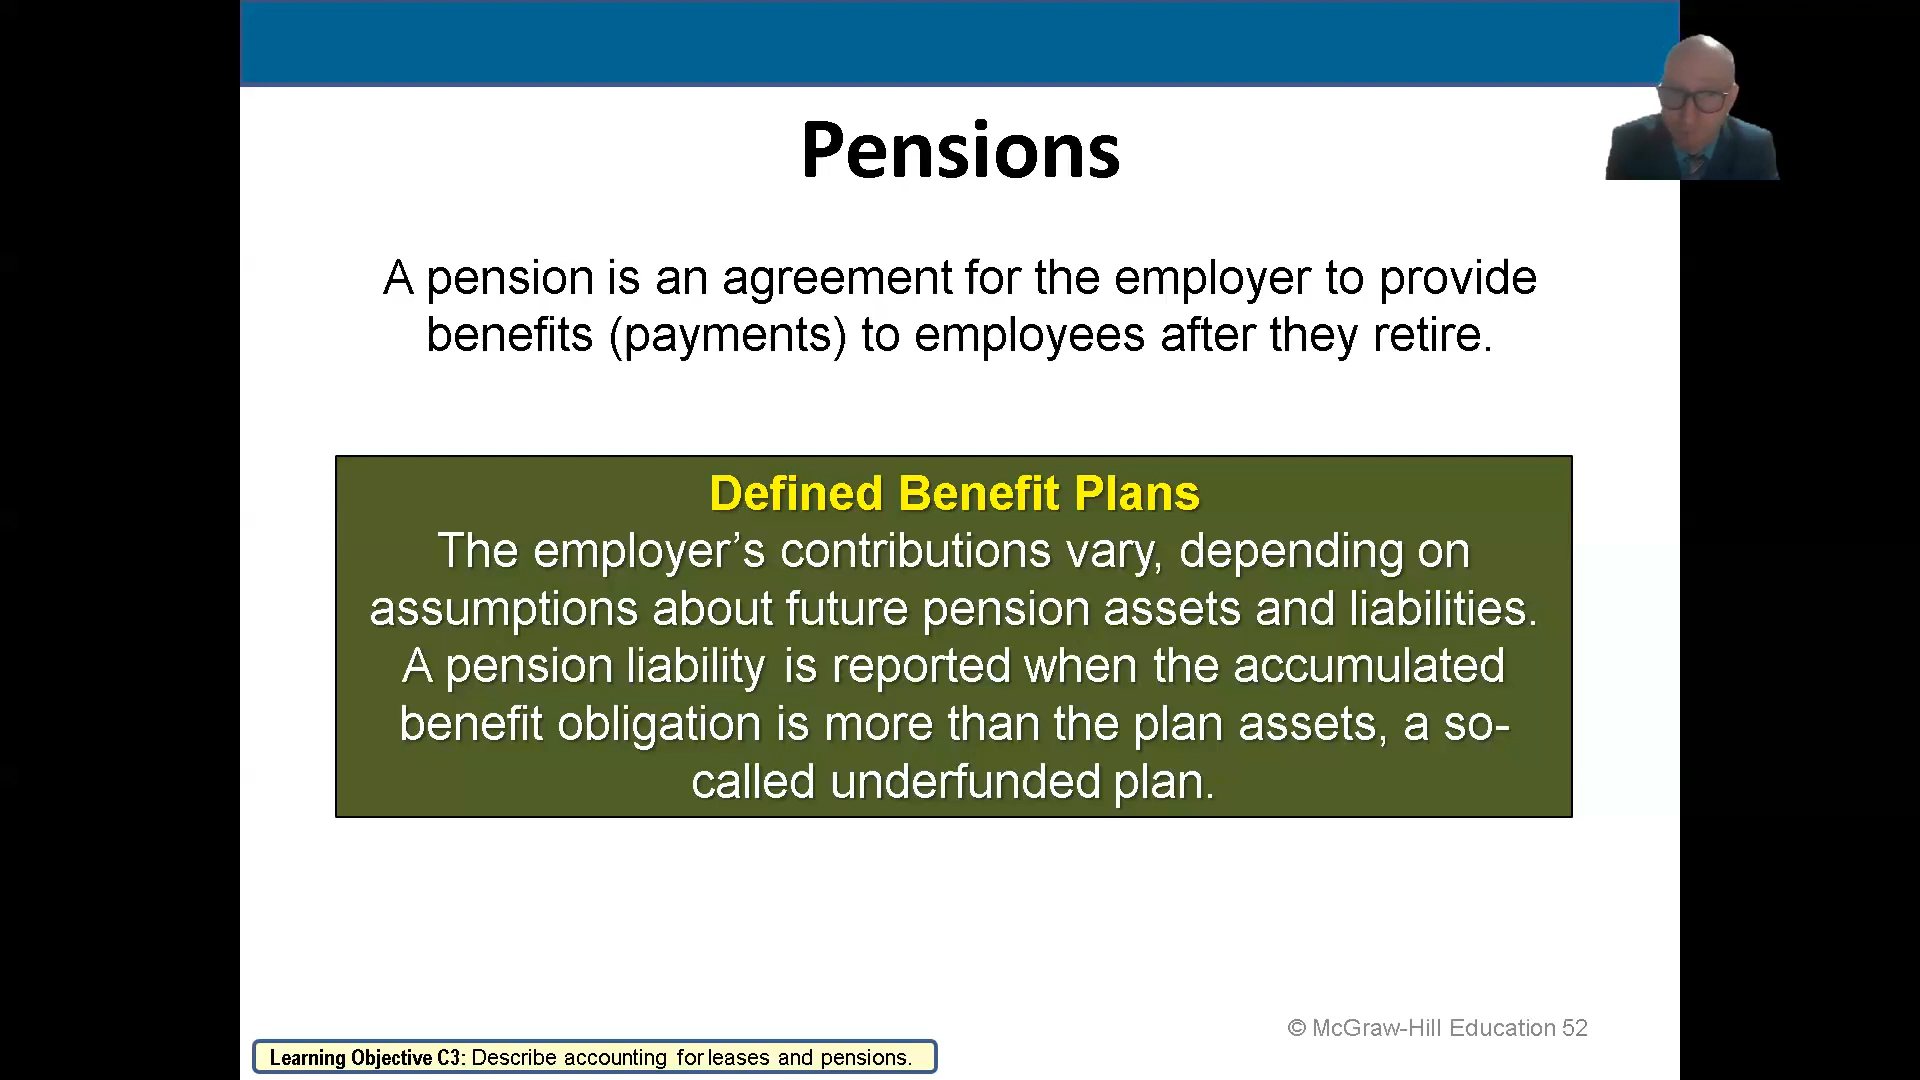 Pensions
A pension is an agreement for the employer to provide
benefits (payments) to employees after they retire.
Defined Benefit Plans
The employer’s contributions vary, depending on
assumptions about future pension assets and liabilities.
A pension liability is reported when the accumulated
benefit obligation is more than the plan assets, a so-
called underfunded plan.
© McGraw-Hill Education 52
Learning Objective C3: Describe accounting for leases and pensions.